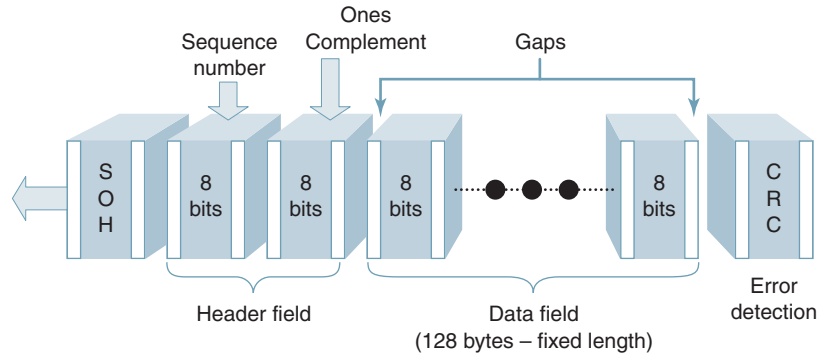 Ones
Complement
Sequence
number
Gaps
S
O
H
8
bits
8
bits
8
bits
8
bits
C
R
C
Header field
Data field
(128 bytes – fixed length)
Error
detection